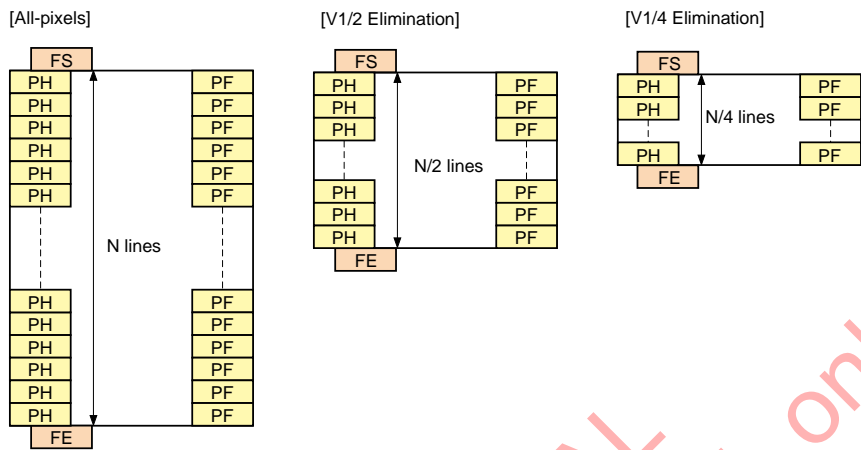 [All-pixels]
FS
PH PF
PH PF
PH PF
PH PF
PH PF
PH PF
N lines
PH PF
PH PF
PH PF
PH PF
PH PF
PH PF
FE
[V1/2 Elimination]
FS
PH PF
PH PF
PH PF
N/2 lines
PH PF
PH PF
PH PF
FE
[V1/4 Elimination]
FS
PH PF
PH PF
N/4 lines
PH PF
FE